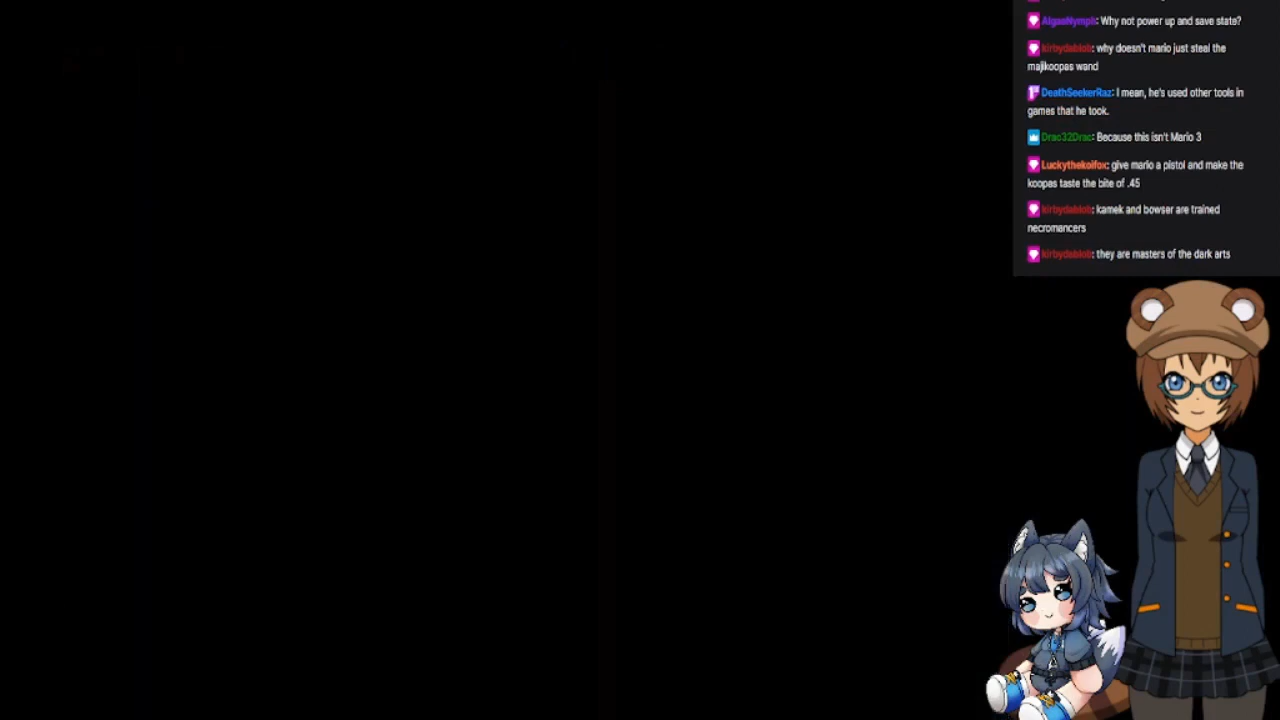 AlgaeNymph: Why not power up and save state?
kirbydablob: why doesn't mario just steal the
majikoopas wand
DeathSeekerRaz: I mean, he's used other tools in
games that he took.
Drac32Drac: Because this isn't Mario 3
Luckythekoifox: give mario a pistol and make the
koopas taste the bite of .45
kirbydablob: kamek and bowser are trained
necromancers
kirbydablob: they are masters of the dark arts